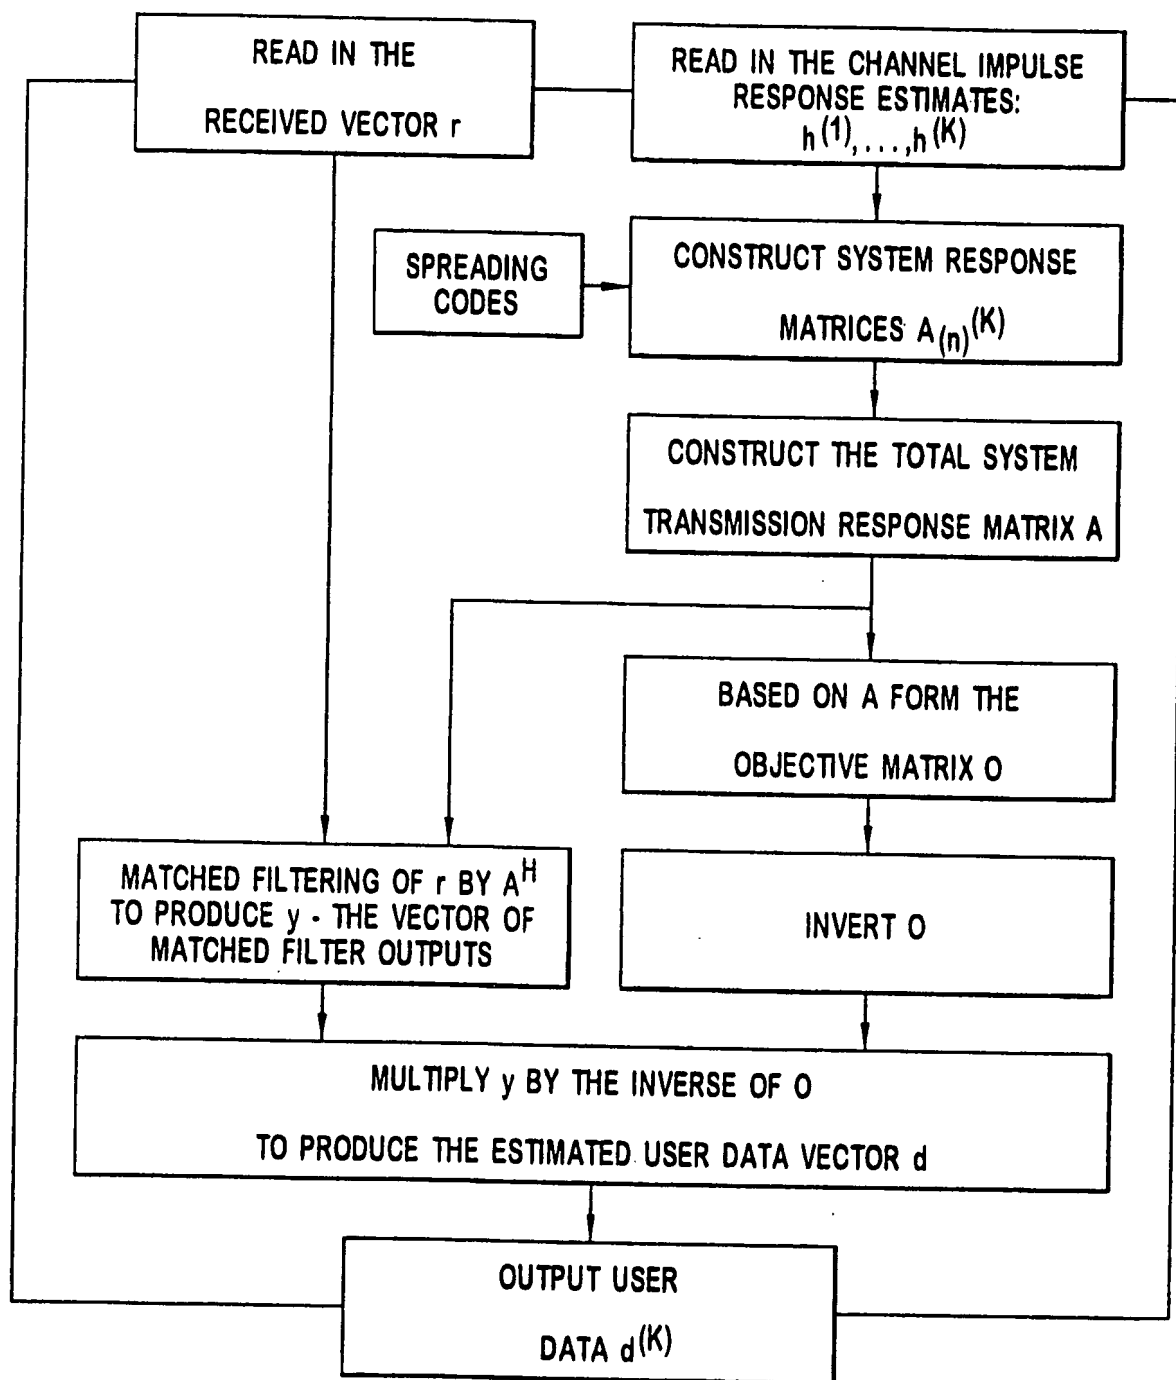 READ IN THE
RECEIVED VECTOR r
READ IN THE CHANNEL IMPULSE
RESPONSE ESTIMATES:
h(1),...,h(K)
SPREADING
CODES
CONSTRUCT SYSTEM RESPONSE
MATRICES A(n)(K)
CONSTRUCT THE TOTAL SYSTEM
TRANSMISSION RESPONSE MATRIX A
BASED ON A FORM THE
OBJECTIVE MATRIX O
MATCHED FILTERING OF r BY AH
TO PRODUCE y - THE VECTOR OF
MATCHED FILTER OUTPUTS
INVERT O
MULTIPLY y BY THE INVERSE OF O
TO PRODUCE THE ESTIMATED USER DATA VECTOR d
OUTPUT USER
DATA d(K)